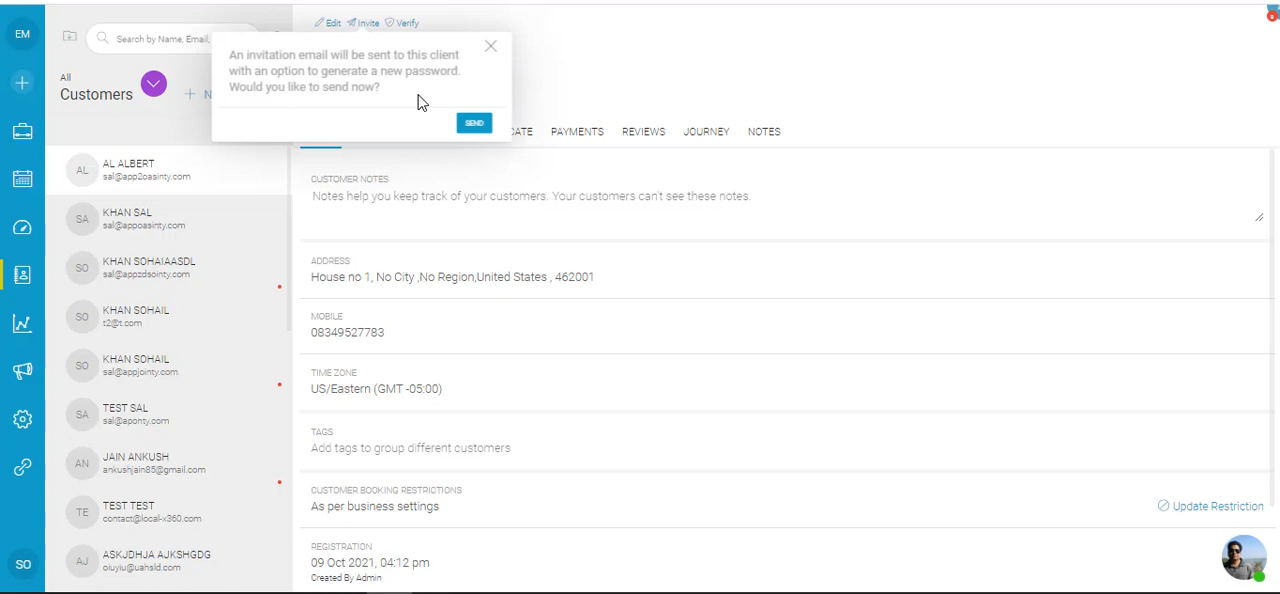 EM
Search by Name, Email,
Edit Invite Verify
An invitation email will be sent to this client
with an option to generate a new password.
Would you like to send now?
SEND
All
Customers
N
CATE PAYMENTS REVIEWS JOURNEY NOTES
AL
AL ALBERT
sal@app2oasinty.com
SA
KHAN SAL
sal@appoasinty.com
SO
KHAN SOHAIAASDL
sal@appzdsointy.com
SO
KHAN SOHAIL
t2@t.com
SO
KHAN SOHAIL
sal@appjointy.com
SA
TEST SAL
sal@aponty.com
AN
JAIN ANKUSH
ankushjain85@gmail.com
TE
TEST TEST
contact@local-x360.com
AJ
ASKJDHJA AJKSHGDG
oiuyiu@uahsld.com
SO
CUSTOMER NOTES
Notes help you keep track of your customers. Your customers can't see these notes.
ADDRESS
House no 1, No City ,No Region,United States , 462001
MOBILE
08349527783
TIME ZONE
US/Eastern (GMT -05:00)
TAGS
Add tags to group different customers
CUSTOMER BOOKING RESTRICTIONS
As per business settings
Update Restriction
REGISTRATION
09 Oct 2021, 04:12 pm
Created By Admin